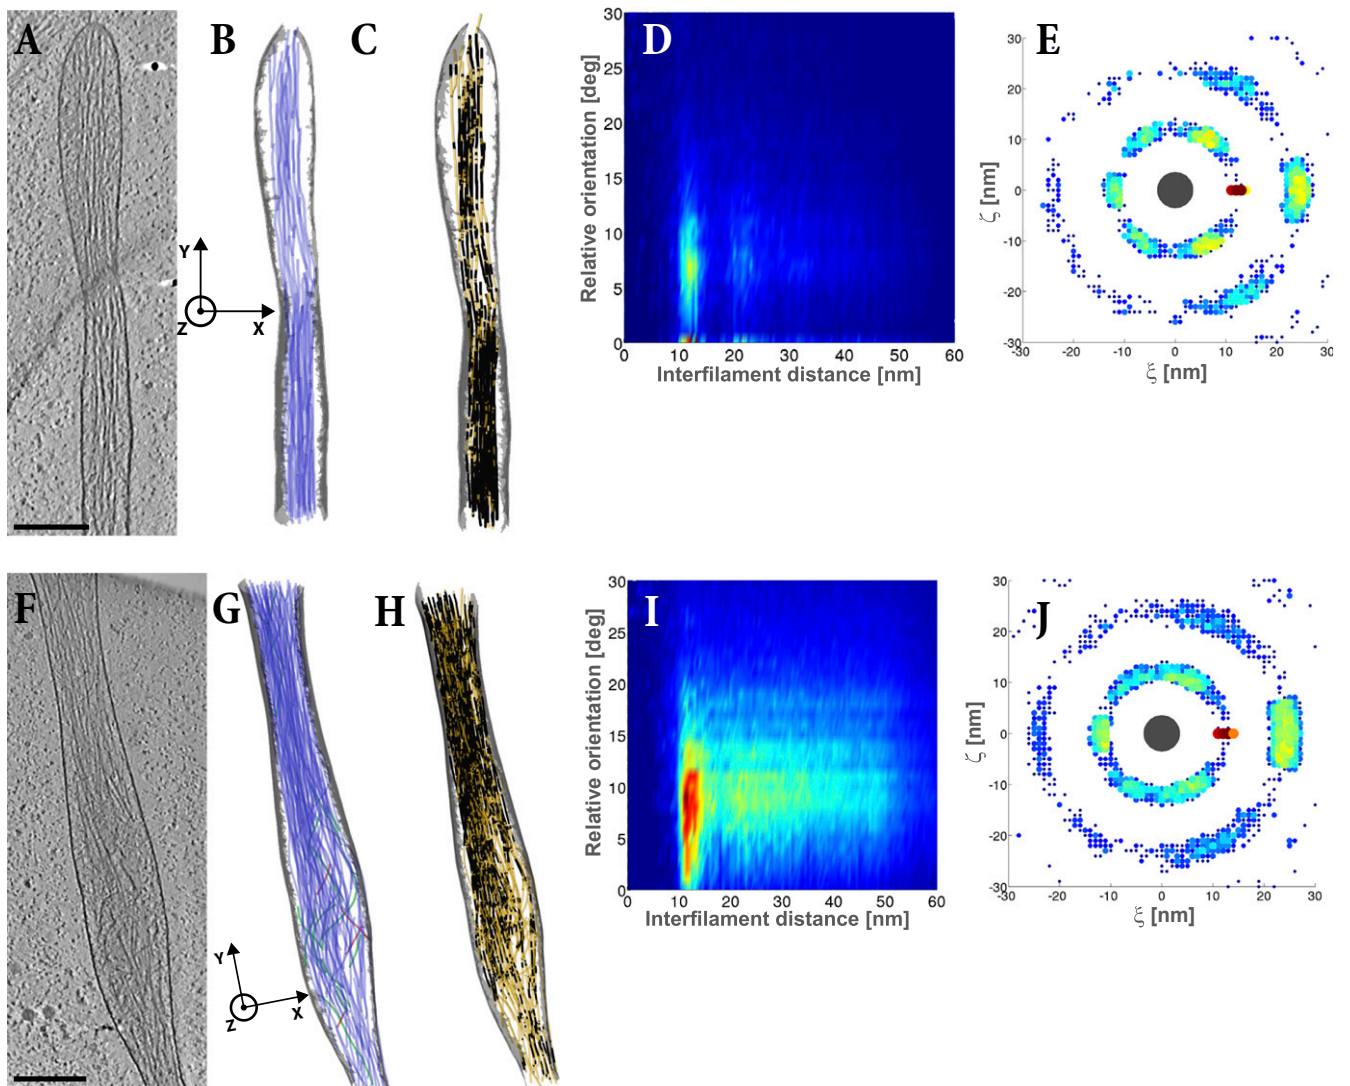 A
B
C
D
E
Y
Z
X
30
25
20
15
10
5
0
0
10
20
30
40
50
60
Relative orientation [deg]
Interfilament distance [nm]
30
20
10
0
-10
-20
-30
-30
-20
-10
0
10
20
30
ζ [nm]
ξ [nm]
F
G
H
I
J
Y
Z
X
30
25
20
15
10
5
0
0
10
20
30
40
50
60
Relative orientation [deg]
Interfilament distance [nm]
30
20
10
0
-10
-20
-30
-30
-20
-10
0
10
20
30
ζ [nm]
ξ [nm]